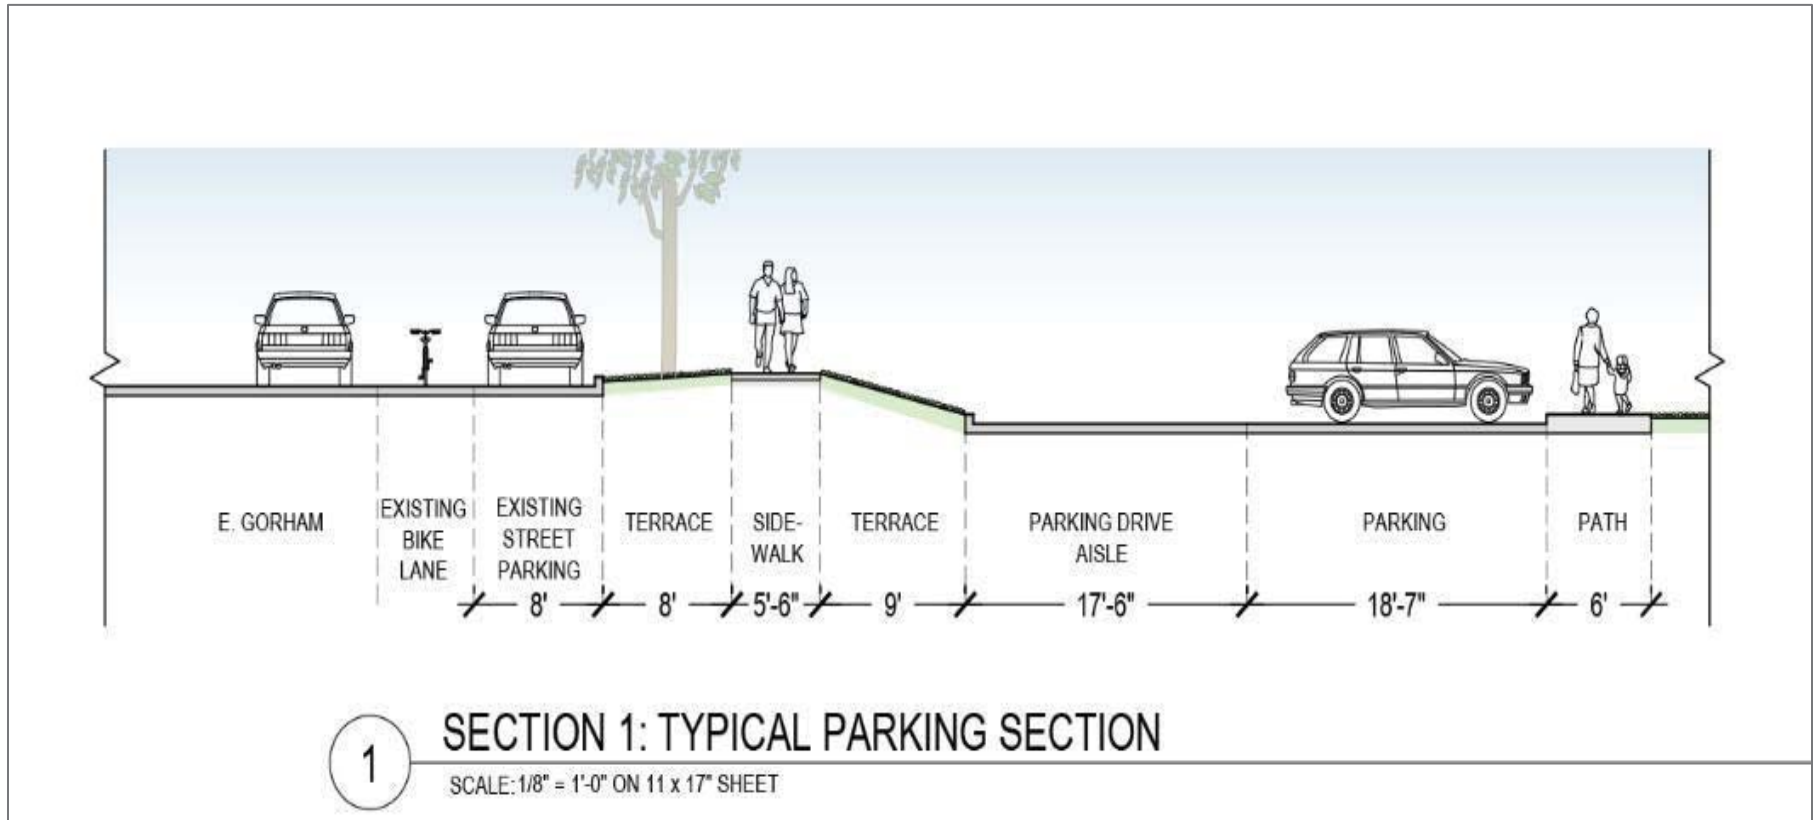 E. GORHAM
EXISTING
BIKE
LANE
EXISTING
STREET
PARKING
TERRACE
SIDE-
WALK
TERRACE
PARKING DRIVE
AISLE
PARKING
PATH
8'
8'
5'-6"
9'
17'-6"
18'-7"
6'
1
SECTION 1: TYPICAL PARKING SECTION
SCALE: 1/8" = 1'-0" ON 11 x 17" SHEET